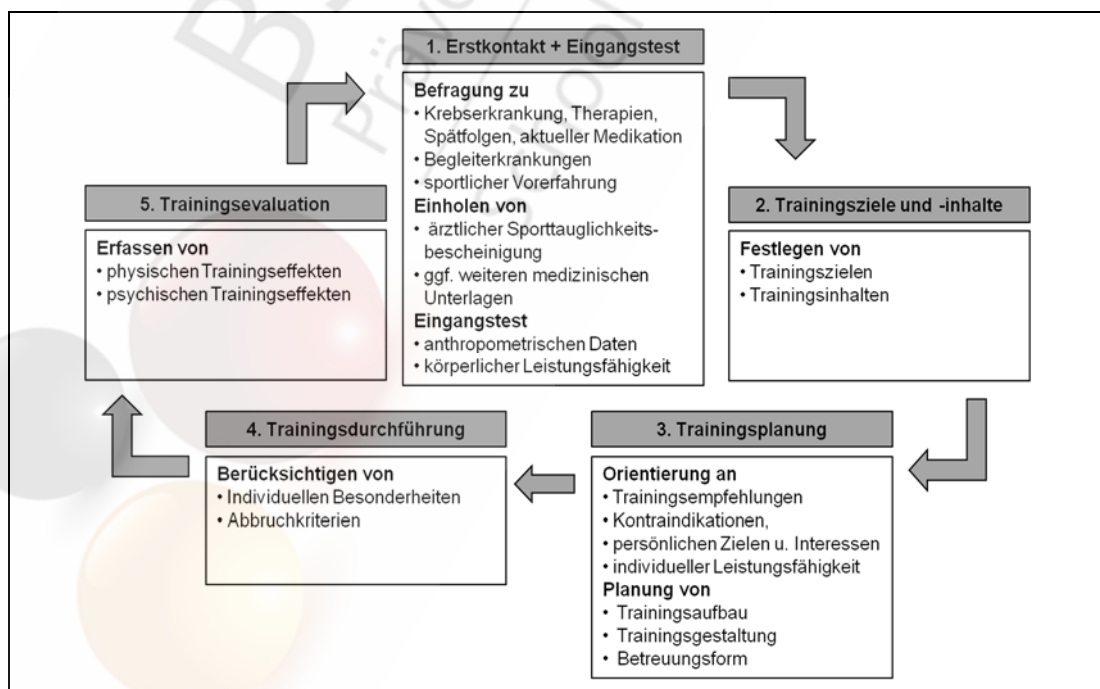 1. Erstkontakt + Eingangstest
Befragung zu
• Krebserkrankung, Therapien,
Spätfolgen, aktueller Medikation
• Begleiterkrankungen
• sportlicher Vorerfahrung
Einholen von
• ärztlicher Sporttauglichkeits-
bescheinigung
• ggf. weiteren medizinischen
Unterlagen
Eingangstest
• anthropometrischen Daten
• körperlicher Leistungsfähigkeit
2. Trainingsziele und -inhalte
Festlegen von
• Trainingszielen
• Trainingsinhalten
3. Trainingsplanung
Orientierung an
• Trainingsempfehlungen
• Kontraindikationen,
• persönlichen Zielen u. Interessen
• individueller Leistungsfähigkeit
Planung von
• Trainingsaufbau
• Trainingsgestaltung
• Betreuungsform
4. Trainingsdurchführung
Berücksichtigen von
• Individuellen Besonderheiten
• Abbruchkriterien
5. Trainingsevaluation
Erfassen von
• physischen Trainingseffekten
• psychischen Trainingseffekten